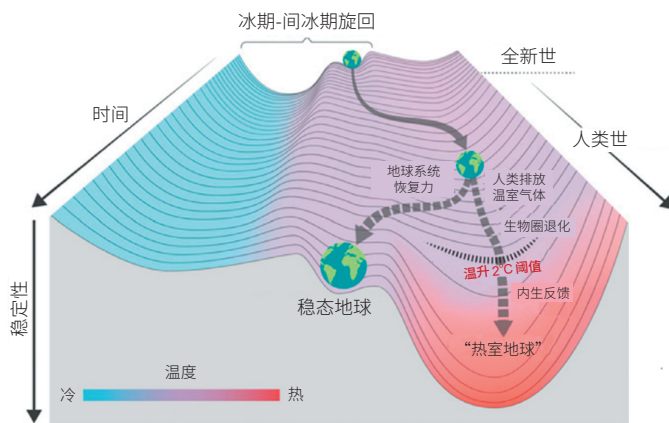 冰期-间冰期旋回
全新世
时间
人类世
地球系统
恢复力
人类排放
温室气体
生物圈退化
温升2℃阈值
内生反馈
稳态地球
“热室地球”
稳定性
温度
冷
热